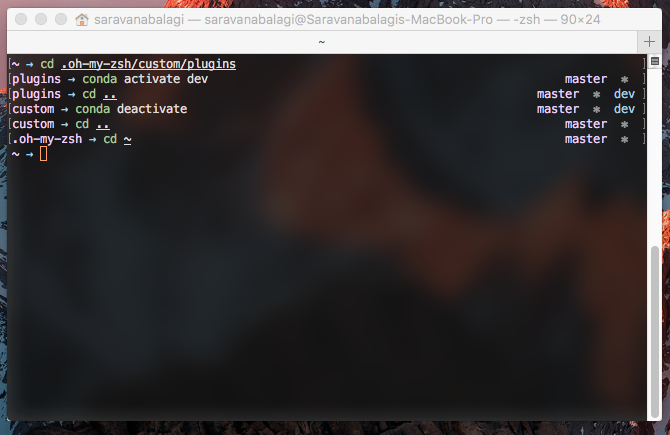 saravanabalagi — saravanabalagi@Saravanabalagis-MacBook-Pro — -zsh — 90×24
~
~ → cd .oh-my-zsh/custom/plugins
plugins → conda activate dev master ✱
plugins → cd .. master ✱ dev
custom → conda deactivate master ✱ dev
custom → cd .. master ✱
.oh-my-zsh → cd ~ master ✱
~ →